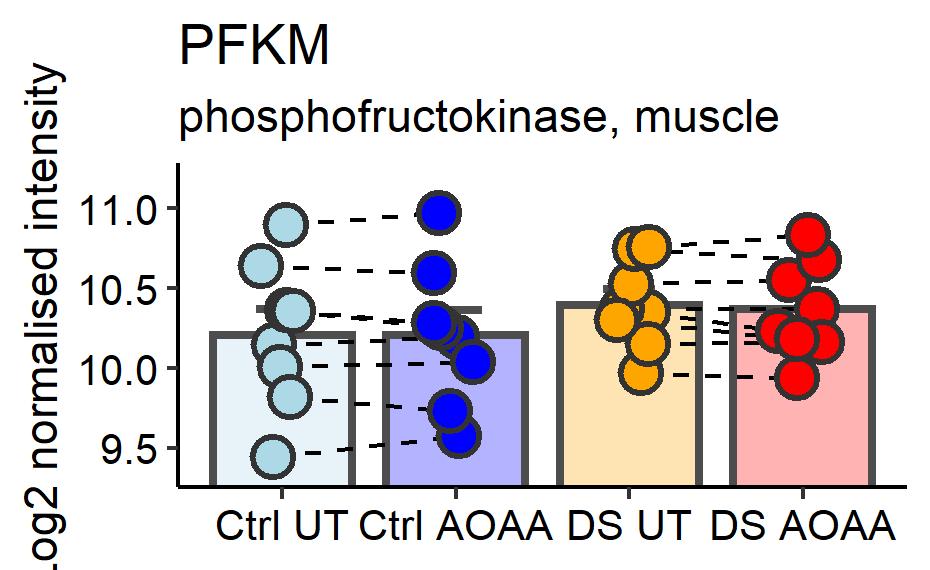 PFKM
phosphofructokinase, muscle
.og2 normalised intensity
11.0
10.5
10.0
9.5
Ctrl UT Ctrl AOAA DS UT DS AOAA